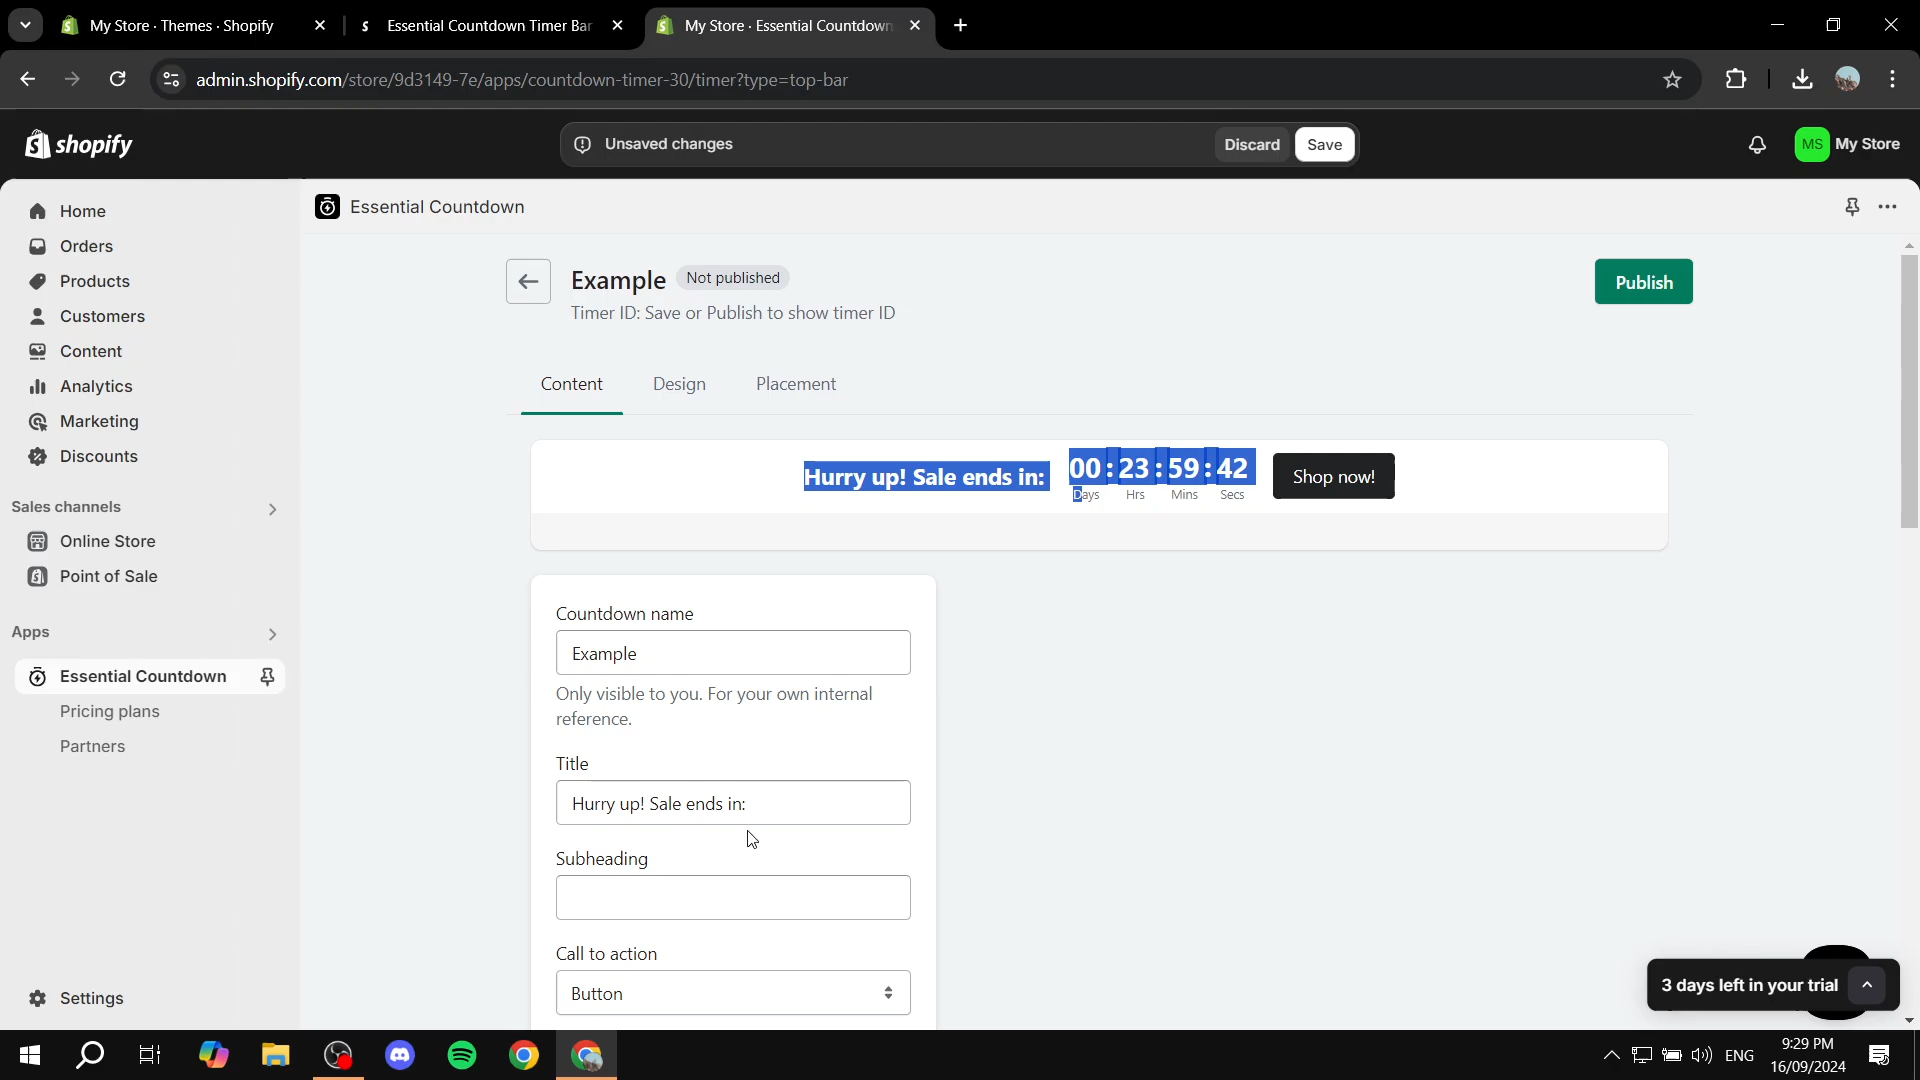 My Store · Themes · Shopify
Essential Countdown Timer Bar
My Store · Essential Countdown
admin.shopify.com/store/9d3149-7e/apps/countdown-timer-30/timer?type=top-bar
shopify
Unsaved changes
Discard
Save
MS
My Store
Home
Orders
Products
Customers
Content
Analytics
Marketing
Discounts
Sales channels
Online Store
Point of Sale
Apps
Essential Countdown
Pricing plans
Partners
Settings
Essential Countdown
Example
Not published
Publish
Timer ID: Save or Publish to show timer ID
Content
Design
Placement
Hurry up! Sale ends in:
00 : 23 : 59 : 42
Days Hrs Mins Secs
Shop now!
Countdown name
Example
Only visible to you. For your own internal
reference.
Title
Hurry up! Sale ends in:
Subheading
Call to action
Button
3 days left in your trial
ENG
9:29 PM
16/09/2024